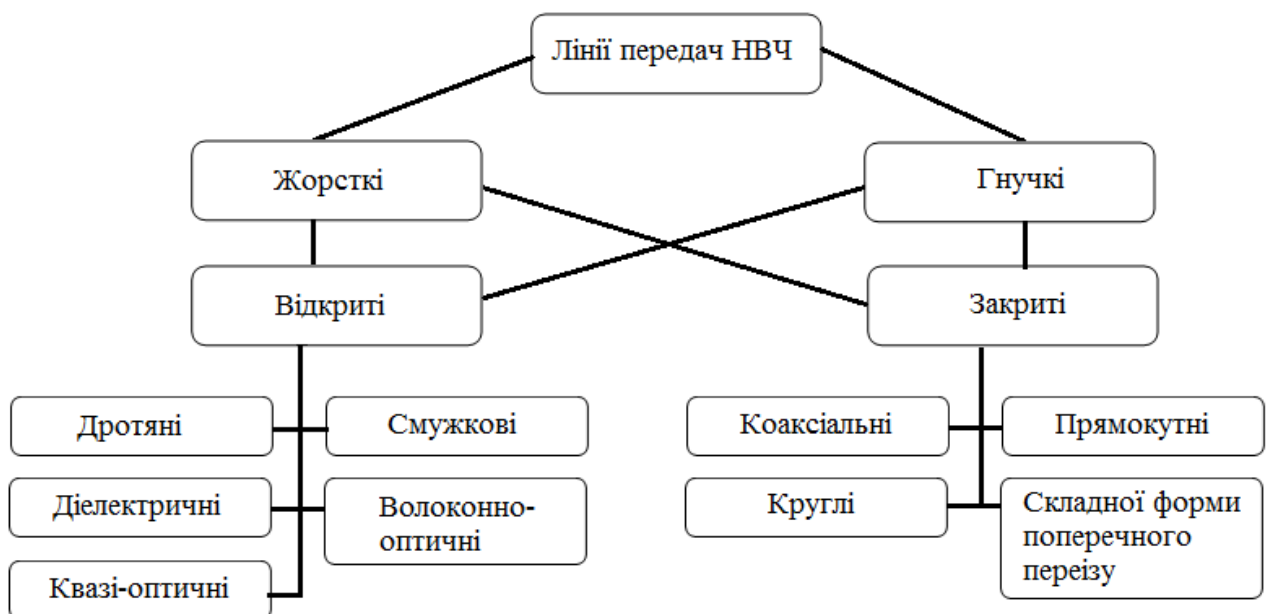 Лінії передач НВЧ
Жорсткі
Гнучкі
Відкриті
Закриті
Дротяні
Смужкові
Коаксіальні
Прямокутні
Діелектричні
Волоконно-
оптичні
Круглі
Складної форми
поперечного
переізу
Квазі-оптичні